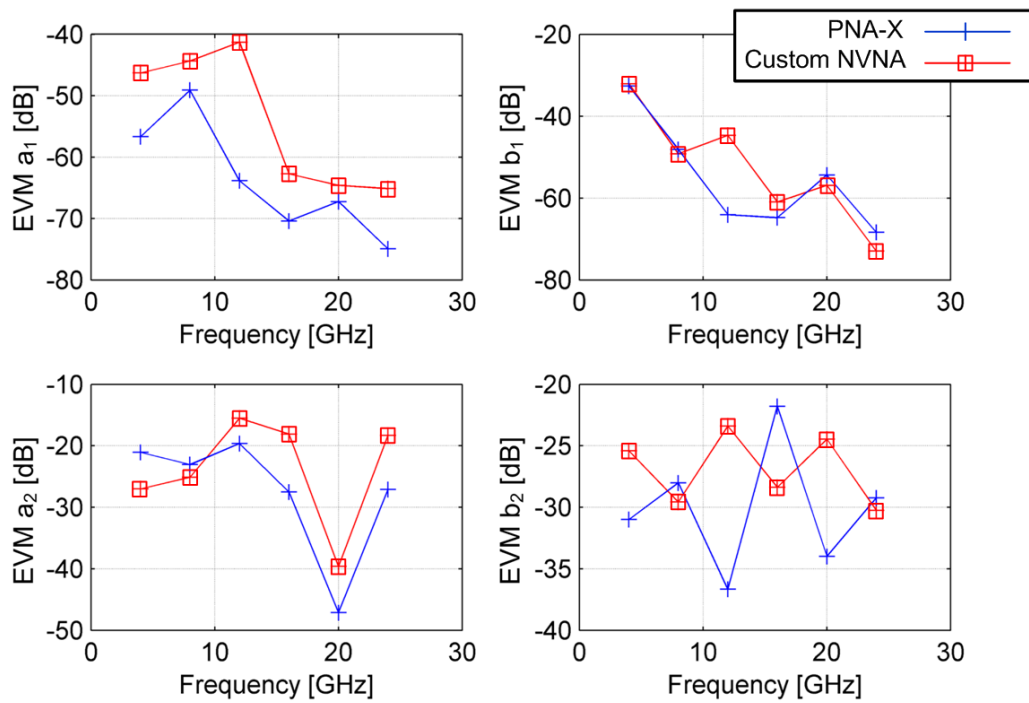 PNA-X
Custom NVNA
-40
-50
-60
-70
-80
EVM a₁ [dB]
0 10 20 30
Frequency [GHz]
-20
-40
-60
-80
EVM b₁ [dB]
0 10 20 30
Frequency [GHz]
-10
-20
-30
-40
-50
EVM a₂ [dB]
0 10 20 30
Frequency [GHz]
-20
-25
-30
-35
-40
EVM b₂ [dB]
0 10 20 30
Frequency [GHz]